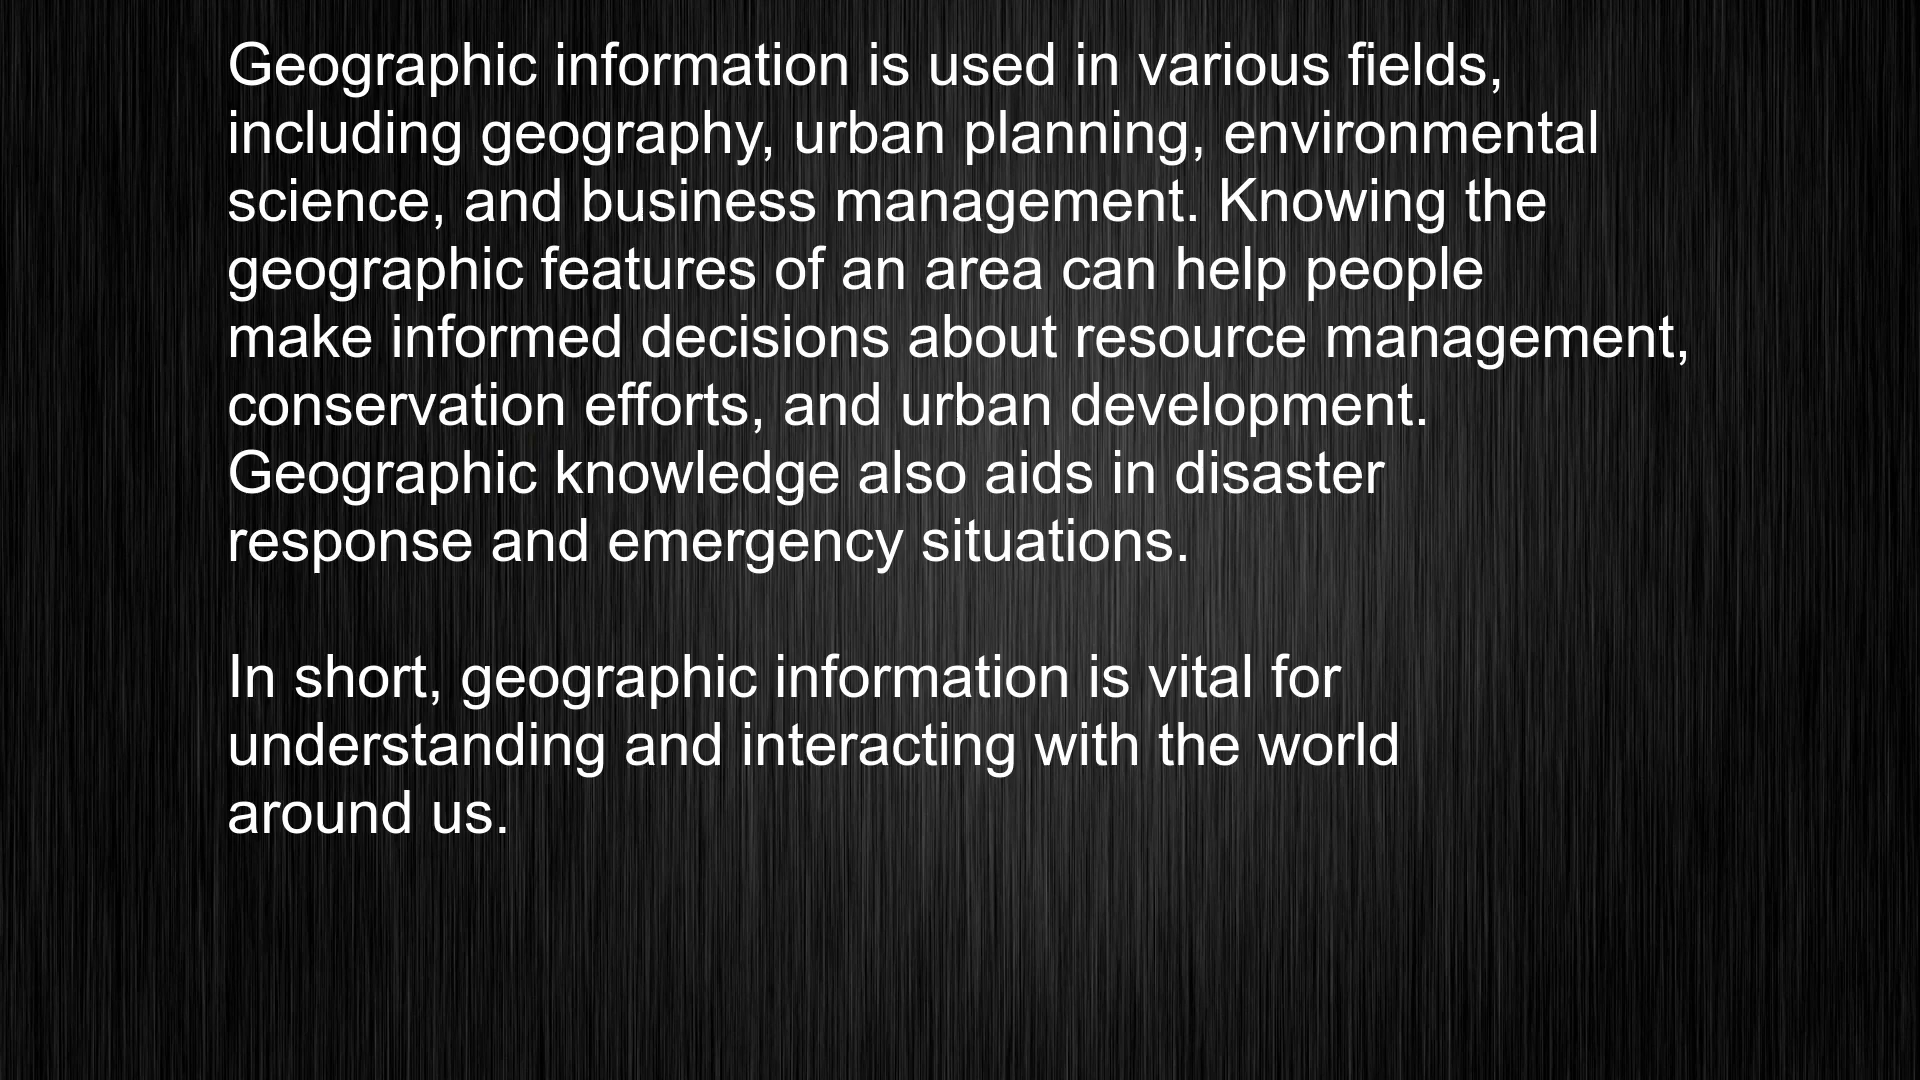 Geographic information is used in various fields,
including geography, urban planning, environmental
science, and business management. Knowing the
geographic features of an area can help people
make informed decisions about resource management,
conservation efforts, and urban development.
Geographic knowledge also aids in disaster
response and emergency situations.
In short, geographic information is vital for
understanding and interacting with the world
around us.